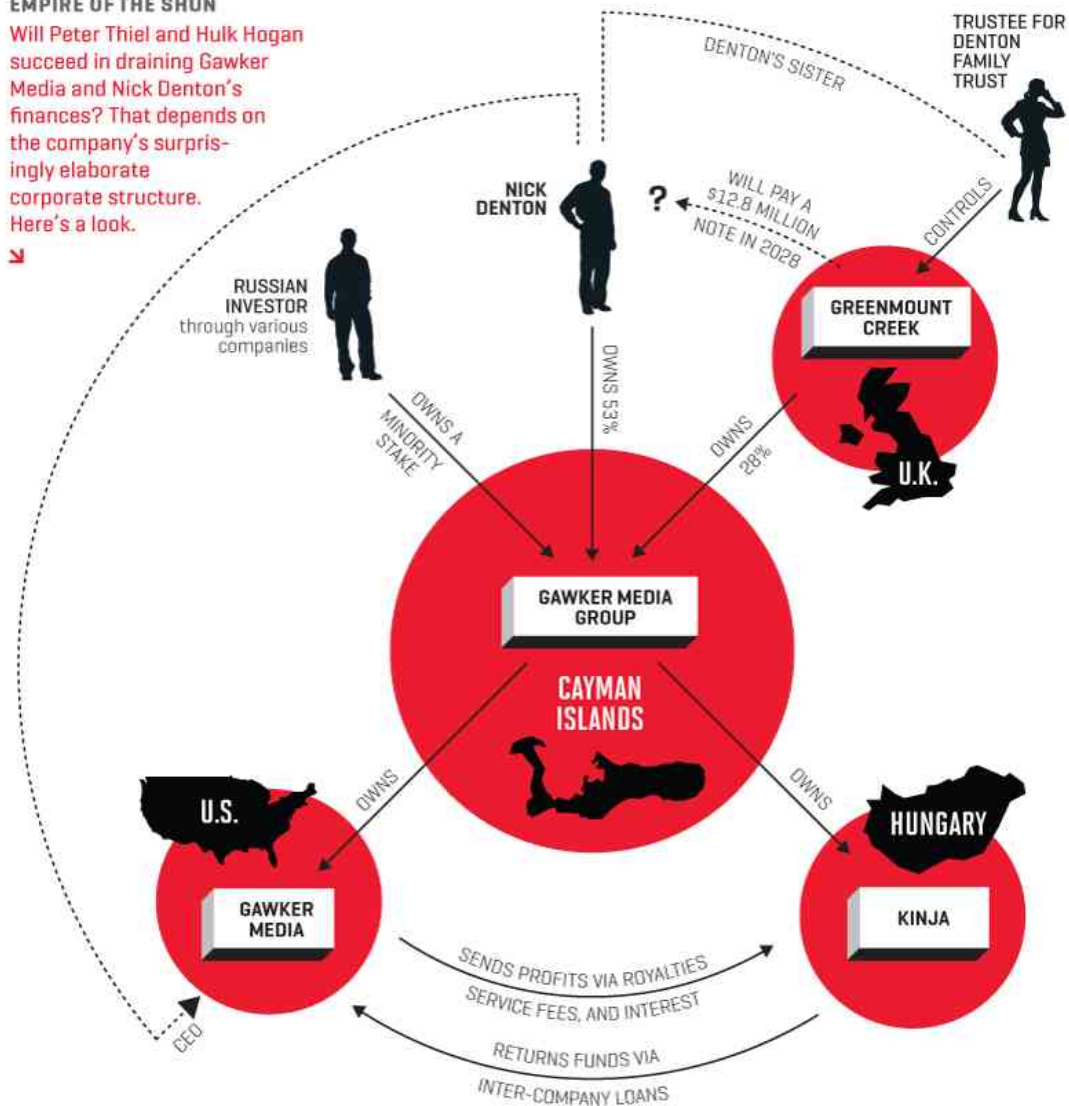 EMPIRE OF THE SHUN
Will Peter Thiel and Hulk Hogan
succeed in draining Gawker
Media and Nick Denton's
finances? That depends on
the company's surpris-
ingly elaborate
corporate structure.
Here's a look.
DENTON'S SISTER
TRUSTEE FOR
DENTON
FAMILY
TRUST
NICK
DENTON
?
WILL PAY A
$12.8 MILLION
NOTE IN 2028
CONTROLS
RUSSIAN
INVESTOR
through various
companies
GREENMOUNT
CREEK
U.K.
OWNS A
MINORITY
STAKE
OWNS 53%
OWNS
28%
GAWKER MEDIA
GROUP
CAYMAN
ISLANDS
OWNS
OWNS
U.S.
GAWKER
MEDIA
HUNGARY
KINJA
SENDS PROFITS VIA ROYALTIES
SERVICE FEES, AND INTEREST
CEO
RETURNS FUNDS VIA
INTER-COMPANY LOANS